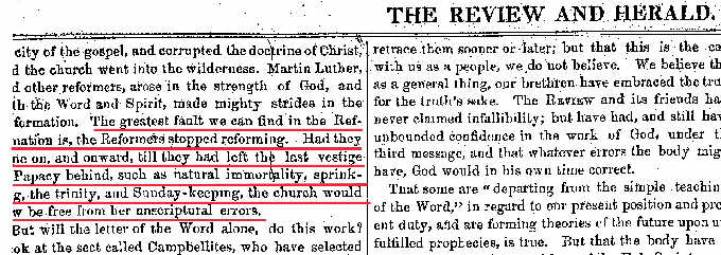 THE REVIEW AND HERALD.
city of the gospel, and corrupted the doctrine of Christ,
d the church went into the wilderness. Martin Luther,
d other reformers, arose in the strength of God, and
th the Word and Spirit, made mighty strides in the
formation. The greatest fault we can find in the Ref-
mation is, the Reformers stopped reforming. Had they
ne on, and onward, till they had left the last vestige
Papacy behind, such as natural immortality, sprink-
g, the trinity, and Sunday-keeping, the church would
w be free from her unscriptural errors.
But will the letter of the Word alone, do this work?
ok at the sect called Campbellites, who have selected
retrace them sooner or later; but that this is the ca
with us as a people, we do not believe. We believe th
as a general thing, our brethren have embraced the tru
for the truth's sake. The REVIEW and its friends ha
never claimed infallibility; but have had, and still hav
unbounded confidence in the work of God, under t
third message, and that whatever errors the body mig
have, God would in his own time correct.
That some are "departing from the simple teachin
of the Word," in regard to our present position and pre
ent duty, and are forming theories of the future upon u
fulfilled prophecies, is true. But that the body have